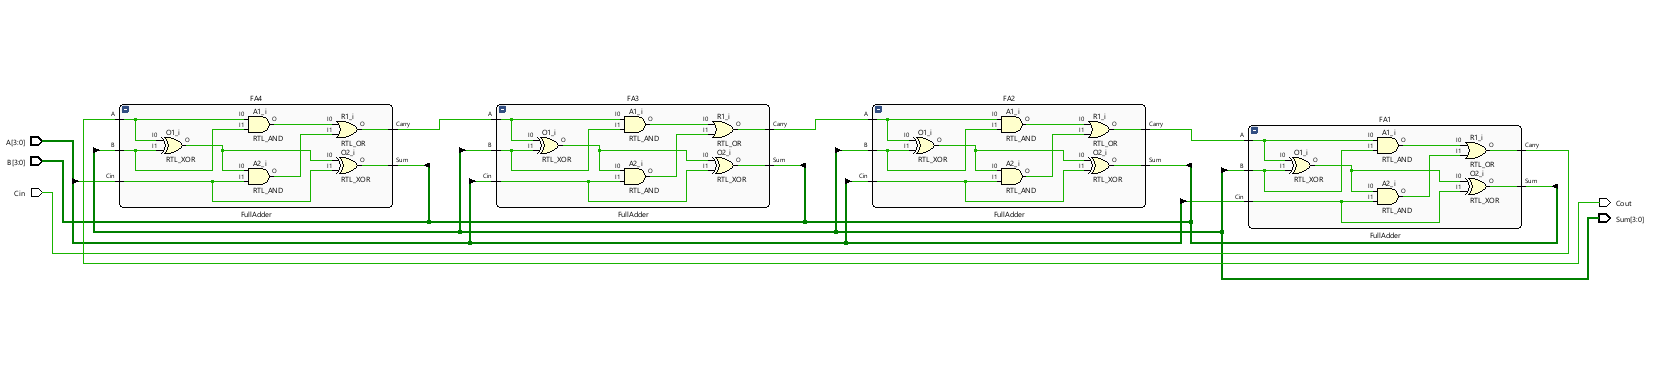 FA4
A
B
Cin
O1_i
I0
I1
O
RTL_XOR
A1_i
I0
I1
O
RTL_AND
A2_i
I0
I1
O
RTL_AND
R1_i
I0
I1
O
RTL_OR
O2_i
I0
I1
O
RTL_XOR
Carry
Sum
FullAdder
FA3
A
B
Cin
O1_i
I0
I1
O
RTL_XOR
A1_i
I0
I1
O
RTL_AND
A2_i
I0
I1
O
RTL_AND
R1_i
I0
I1
O
RTL_OR
O2_i
I0
I1
O
RTL_XOR
Carry
Sum
FullAdder
FA2
A
B
Cin
O1_i
I0
I1
O
RTL_XOR
A1_i
I0
I1
O
RTL_AND
A2_i
I0
I1
O
RTL_AND
R1_i
I0
I1
O
RTL_OR
O2_i
I0
I1
O
RTL_XOR
Carry
Sum
FullAdder
FA1
A
B
Cin
O1_i
I0
I1
O
RTL_XOR
A1_i
I0
I1
O
RTL_AND
A2_i
I0
I1
O
RTL_AND
R1_i
I0
I1
O
RTL_OR
O2_i
I0
I1
O
RTL_XOR
Carry
Sum
FullAdder
A[3:0]
B[3:0]
Cin
Cout
Sum[3:0]